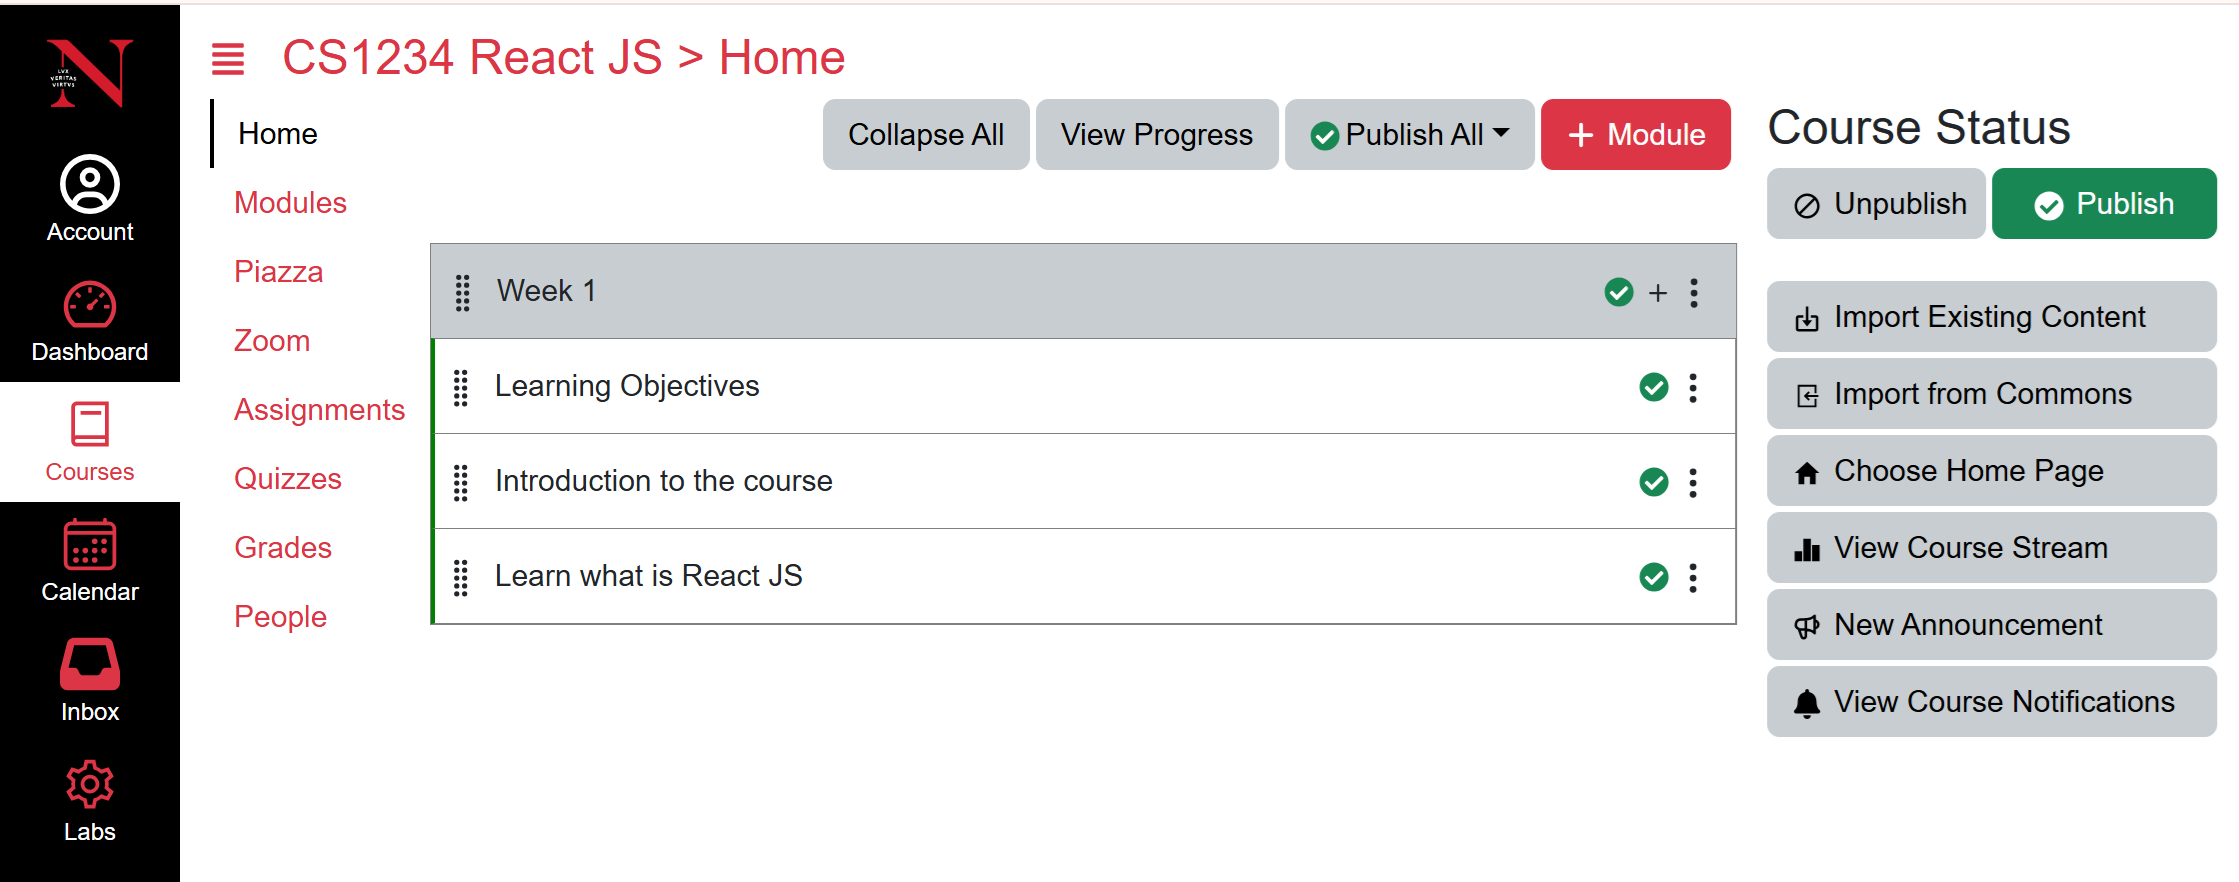 LVX
VERITAS
VIRTVS
Account
Dashboard
Courses
Calendar
Inbox
Labs
CS1234 React JS > Home
Home
Modules
Piazza
Zoom
Assignments
Quizzes
Grades
People
Collapse All
View Progress
Publish All
+ Module
Week 1
Learning Objectives
Introduction to the course
Learn what is React JS
Course Status
Unpublish
Publish
Import Existing Content
Import from Commons
Choose Home Page
View Course Stream
New Announcement
View Course Notifications